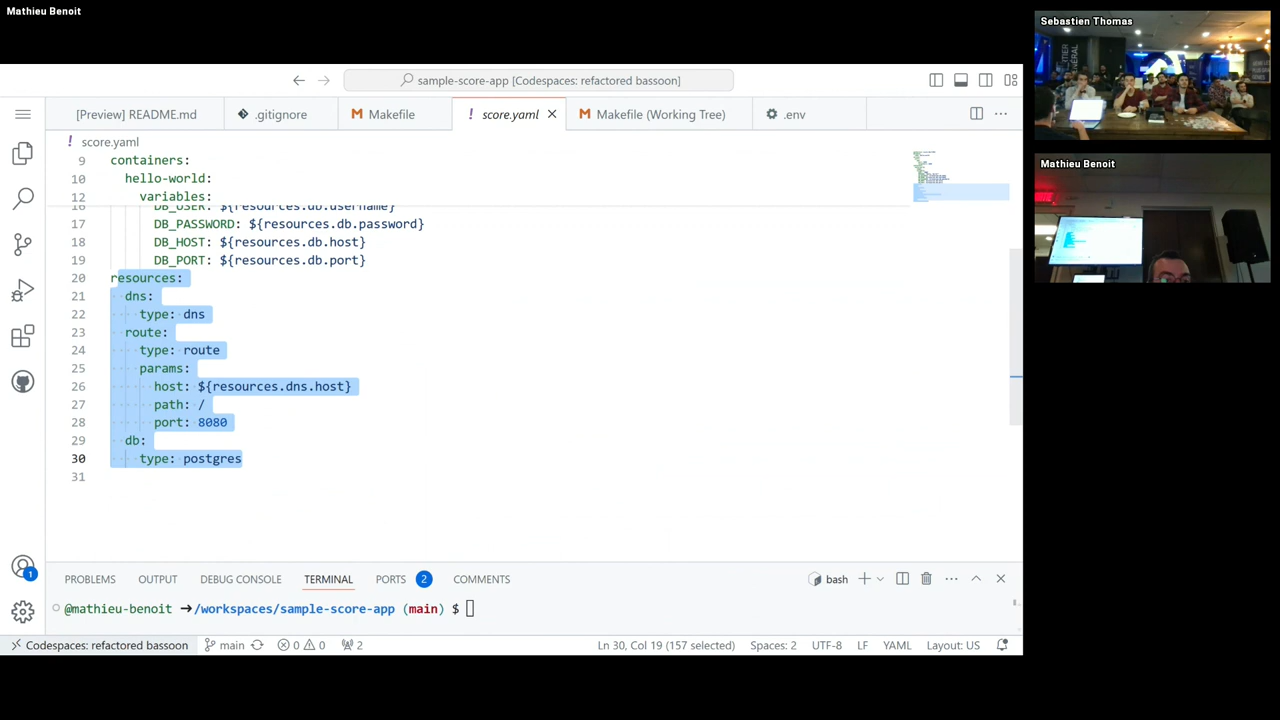 Mathieu Benoit
Sebastien Thomas
Mathieu Benoit
sample-score-app [Codespaces: refactored bassoon]
[Preview] README.md
.gitignore
M Makefile
! score.yaml
M Makefile (Working Tree)
.env
! score.yaml
9 containers:
10 hello-world:
12 variables:
16 DB_USER: ${resources.db.username}
17 DB_PASSWORD: ${resources.db.password}
18 DB_HOST: ${resources.db.host}
19 DB_PORT: ${resources.db.port}
20 resources:
21 dns:
22 type: dns
23 route:
24 type: route
25 params:
26 host: ${resources.dns.host}
27 path: /
28 port: 8080
29 db:
30 type: postgres
31
1
PROBLEMS OUTPUT DEBUG CONSOLE TERMINAL PORTS 2 COMMENTS
bash
@mathieu-benoit ➜/workspaces/sample-score-app (main) $
Codespaces: refactored bassoon main 0 0 2
Ln 30, Col 19 (157 selected) Spaces: 2 UTF-8 LF YAML Layout: US